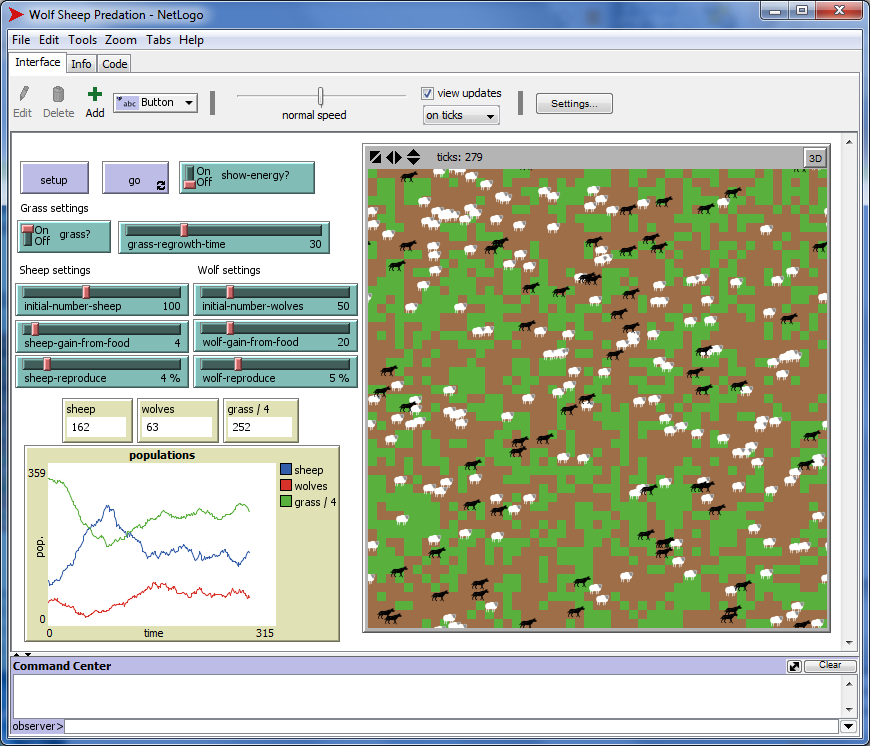 Wolf Sheep Predation - NetLogo
File Edit Tools Zoom Tabs Help
Interface Info Code
Edit Delete Add
abc Button
normal speed
view updates
on ticks
Settings...
setup
go
On
Off
show-energy?
ticks: 279
3D
Grass settings
On
Off
grass?
grass-regrowth-time 30
Sheep settings
Wolf settings
initial-number-sheep 100
initial-number-wolves 50
sheep-gain-from-food 4
wolf-gain-from-food 20
sheep-reproduce 4 %
wolf-reproduce 5 %
sheep
162
wolves
63
grass / 4
252
populations
359
pop.
0
0 time 315
sheep
wolves
grass / 4
Command Center
Clear
observer>